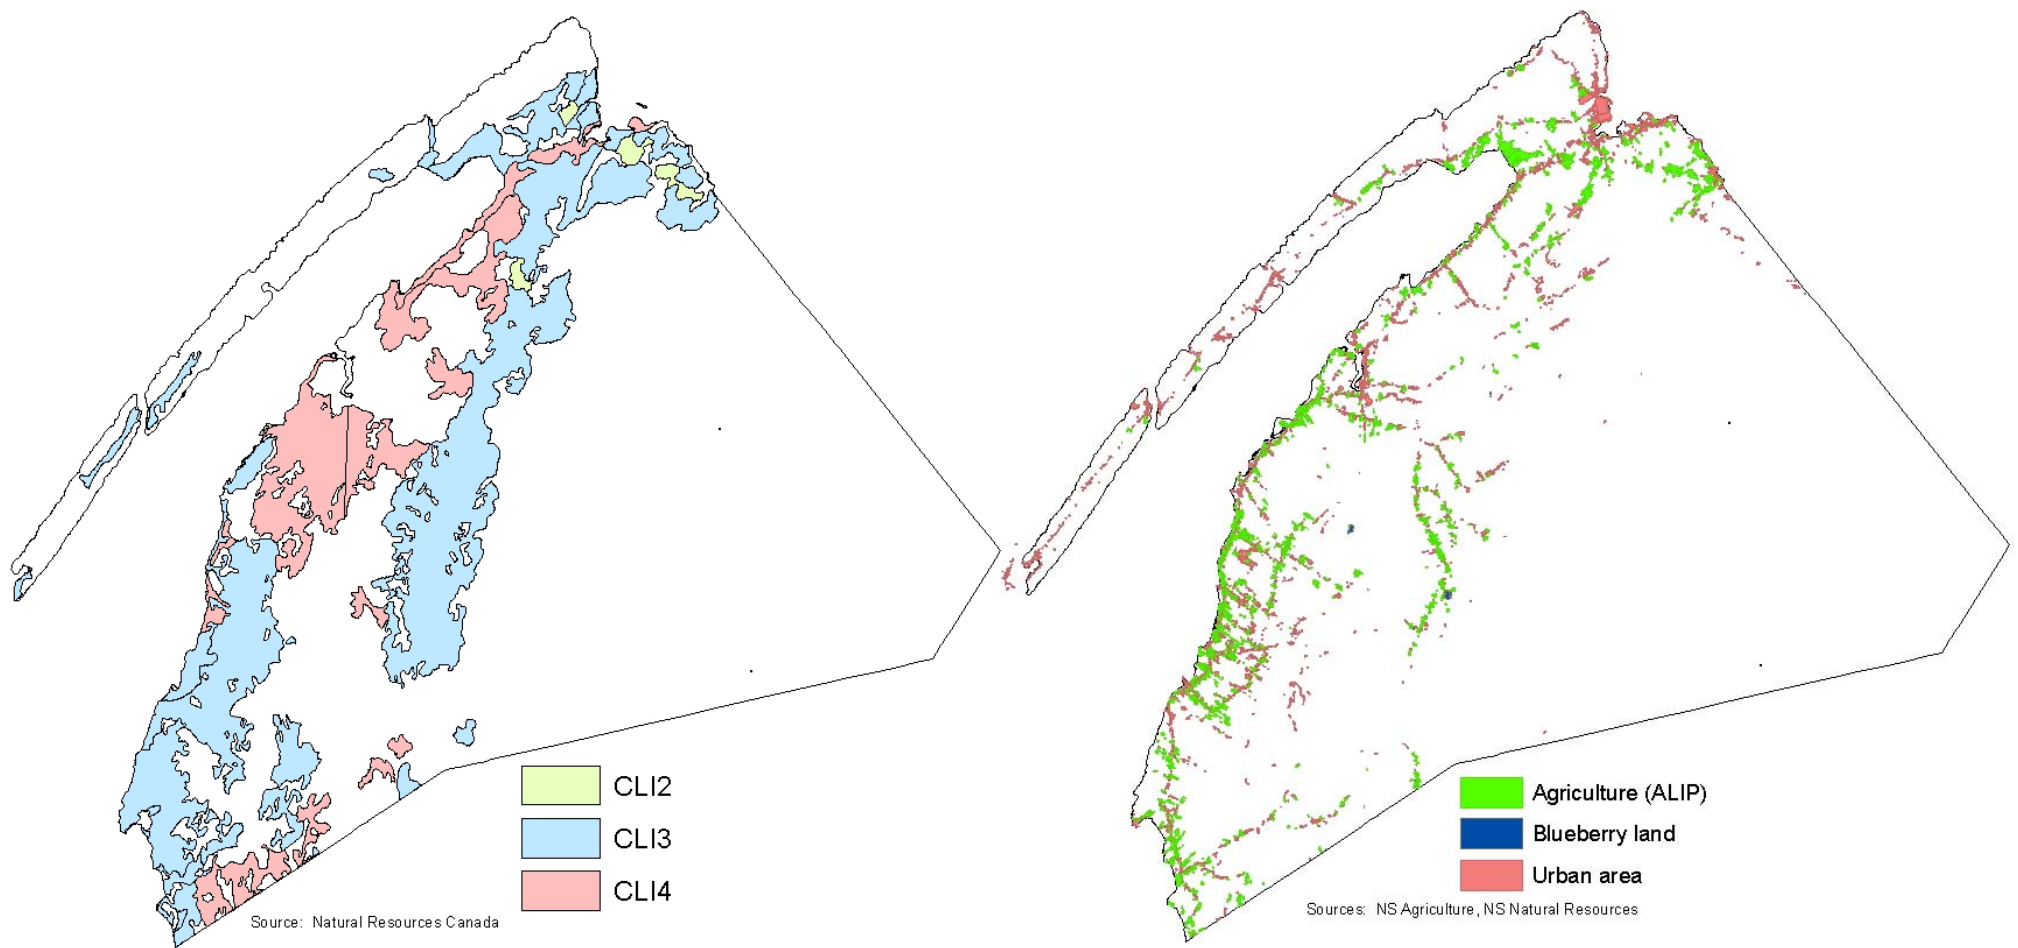 CLI2
CLI3
CLI4
Source: Natural Resources Canada
Agriculture (ALIP)
Blueberry land
Urban area
Sources: NS Agriculture, NS Natural Resources